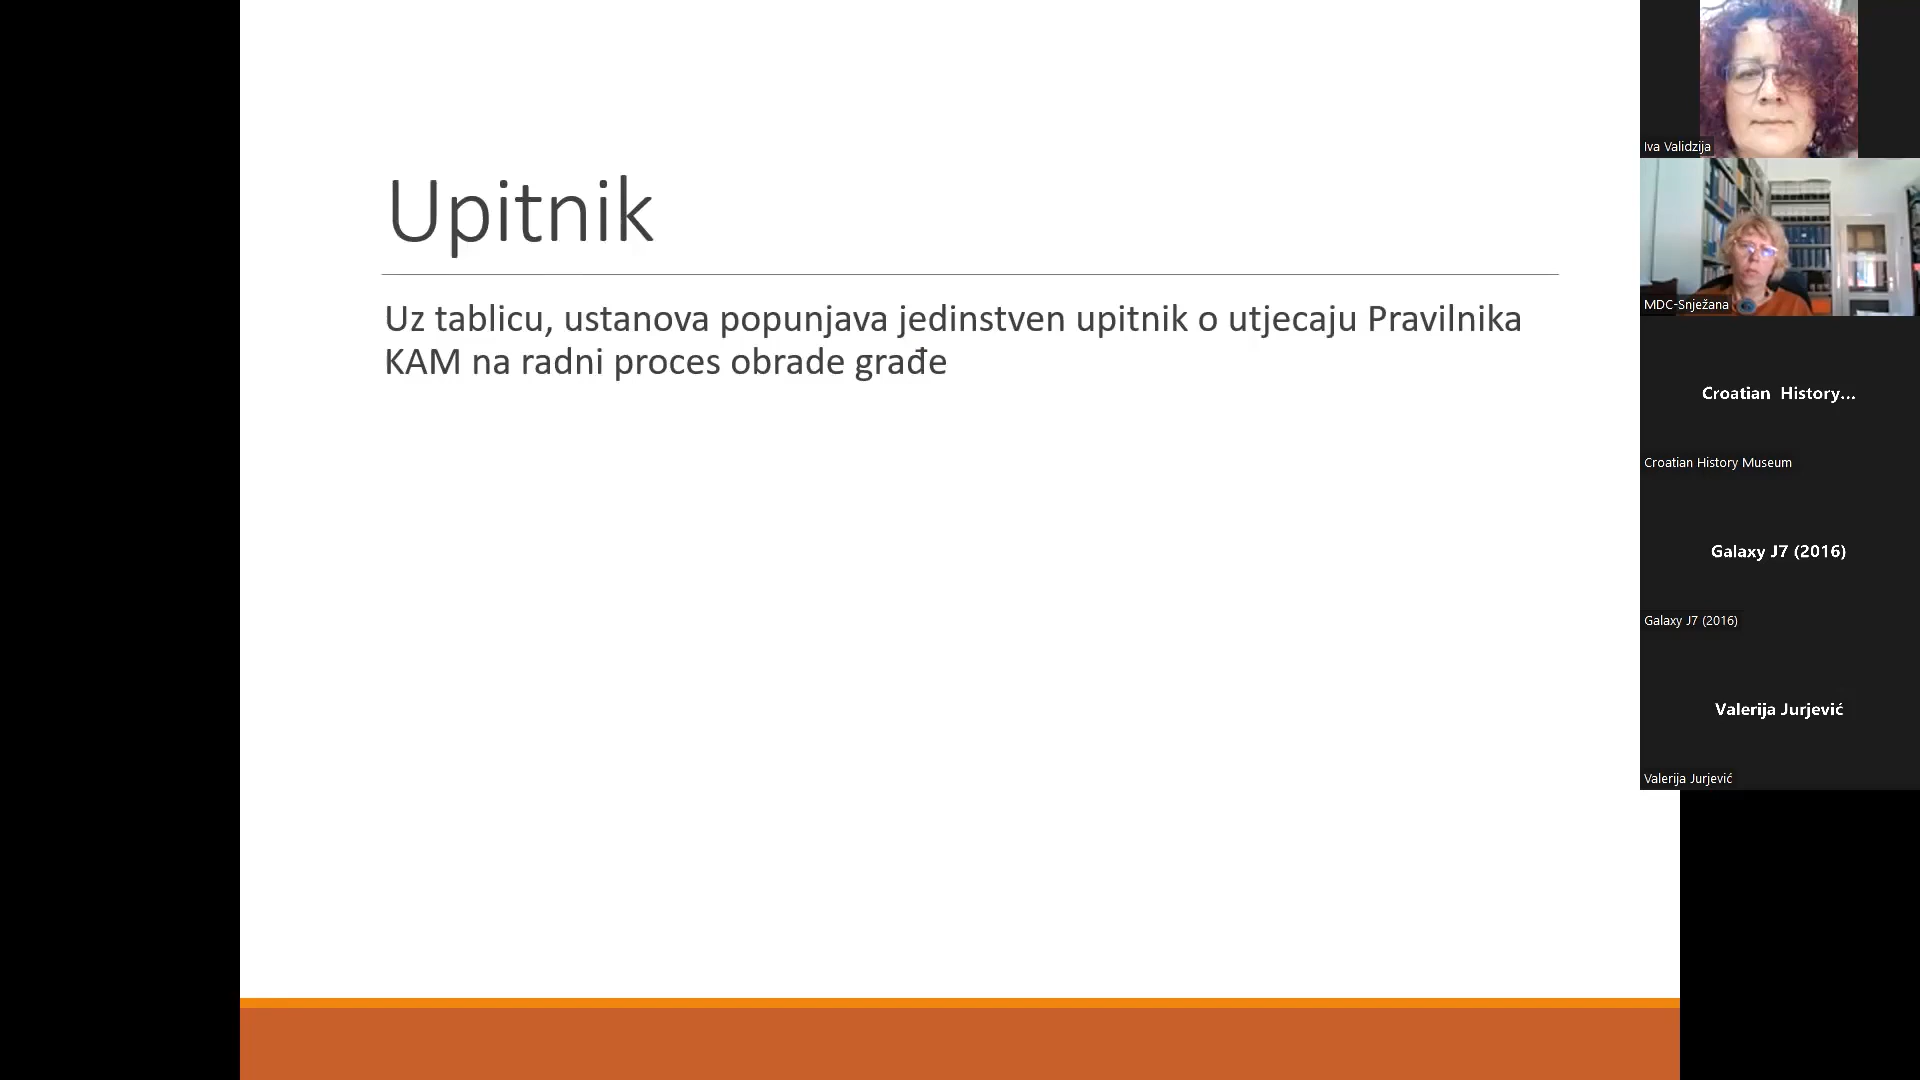 Upitnik
Uz tablicu, ustanova popunjava jedinstven upitnik o utjecaju Pravilnika
KAM na radni proces obrade građe
Iva Validzija
MDC-Snježana
Croatian History...
Croatian History Museum
Galaxy J7 (2016)
Galaxy J7 (2016)
Valerija Jurjević
Valerija Jurjević